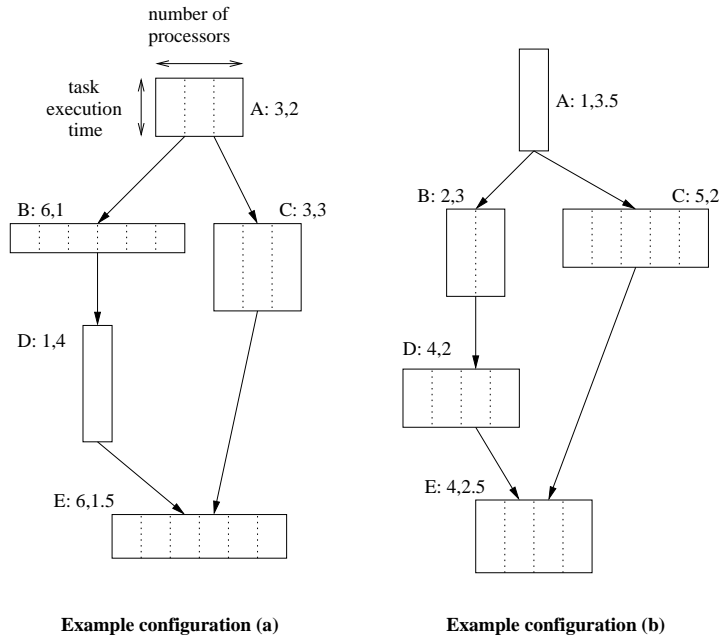 number of
processors
task
execution
time
A: 3,2
B: 6,1
C: 3,3
D: 1,4
E: 6,1.5
Example configuration (a)
A: 1,3.5
B: 2,3
C: 5,2
D: 4,2
E: 4,2.5
Example configuration (b)